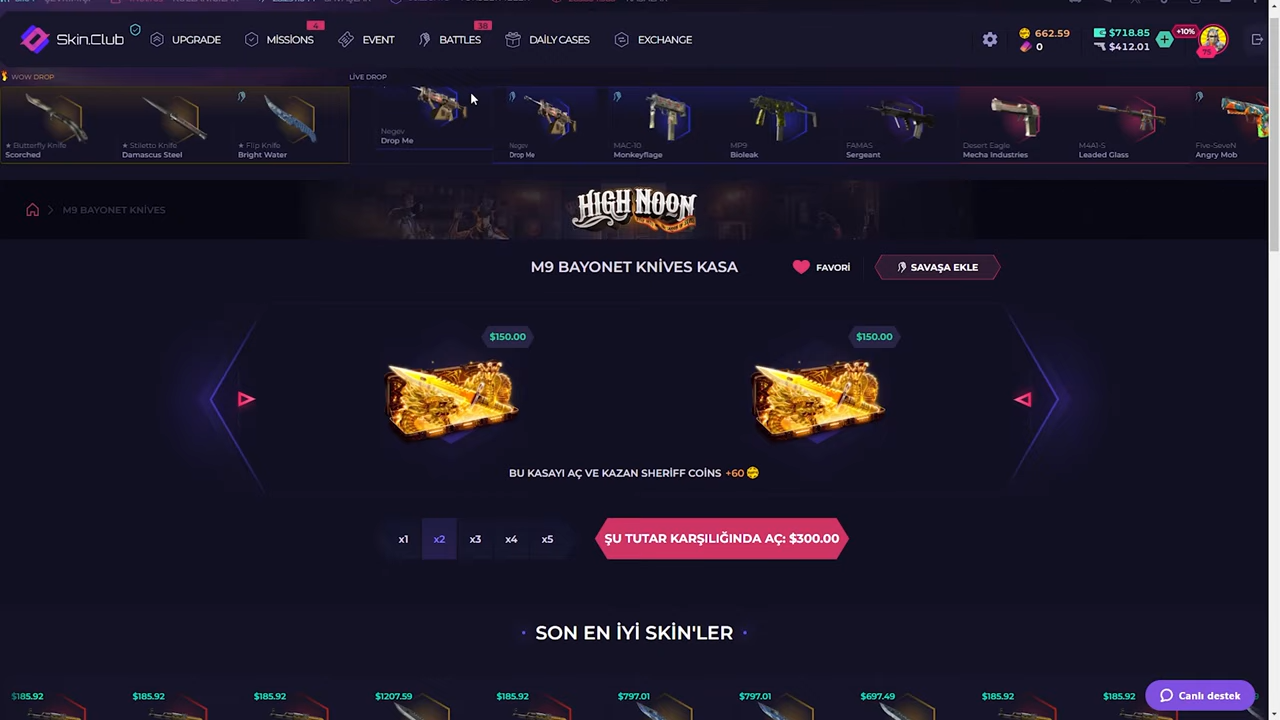 Skin.Club
UPGRADE
4
MISSIONS
EVENT
38
BATTLES
DAILY CASES
EXCHANGE
662.59
0
$718.85
$412.01
+10%
75
WOW DROP
LİVE DROP
★ Butterfly Knife
Scorched
★ Stiletto Knife
Damascus Steel
★ Flip Knife
Bright Water
Negev
Drop Me
Negev
Drop Me
MAC-10
Monkeyflage
MP9
Bioleak
FAMAS
Sergeant
Desert Eagle
Mecha Industries
M4A1-S
Leaded Glass
Five-SeveN
Angry Mob
HIGH NOON
M9 BAYONET KNİVES
M9 BAYONET KNİVES KASA
FAVORİ
SAVAŞA EKLE
$150.00
$150.00
BU KASAYI AÇ VE KAZAN SHERİFF COİNS +60
x1
x2
x3
x4
x5
ŞU TUTAR KARŞILIĞINDA AÇ: $300.00
SON EN İYİ SKİN'LER
$185.92
$185.92
$185.92
$1207.59
$185.92
$797.01
$797.01
$697.49
$185.92
$185.92
Canlı destek